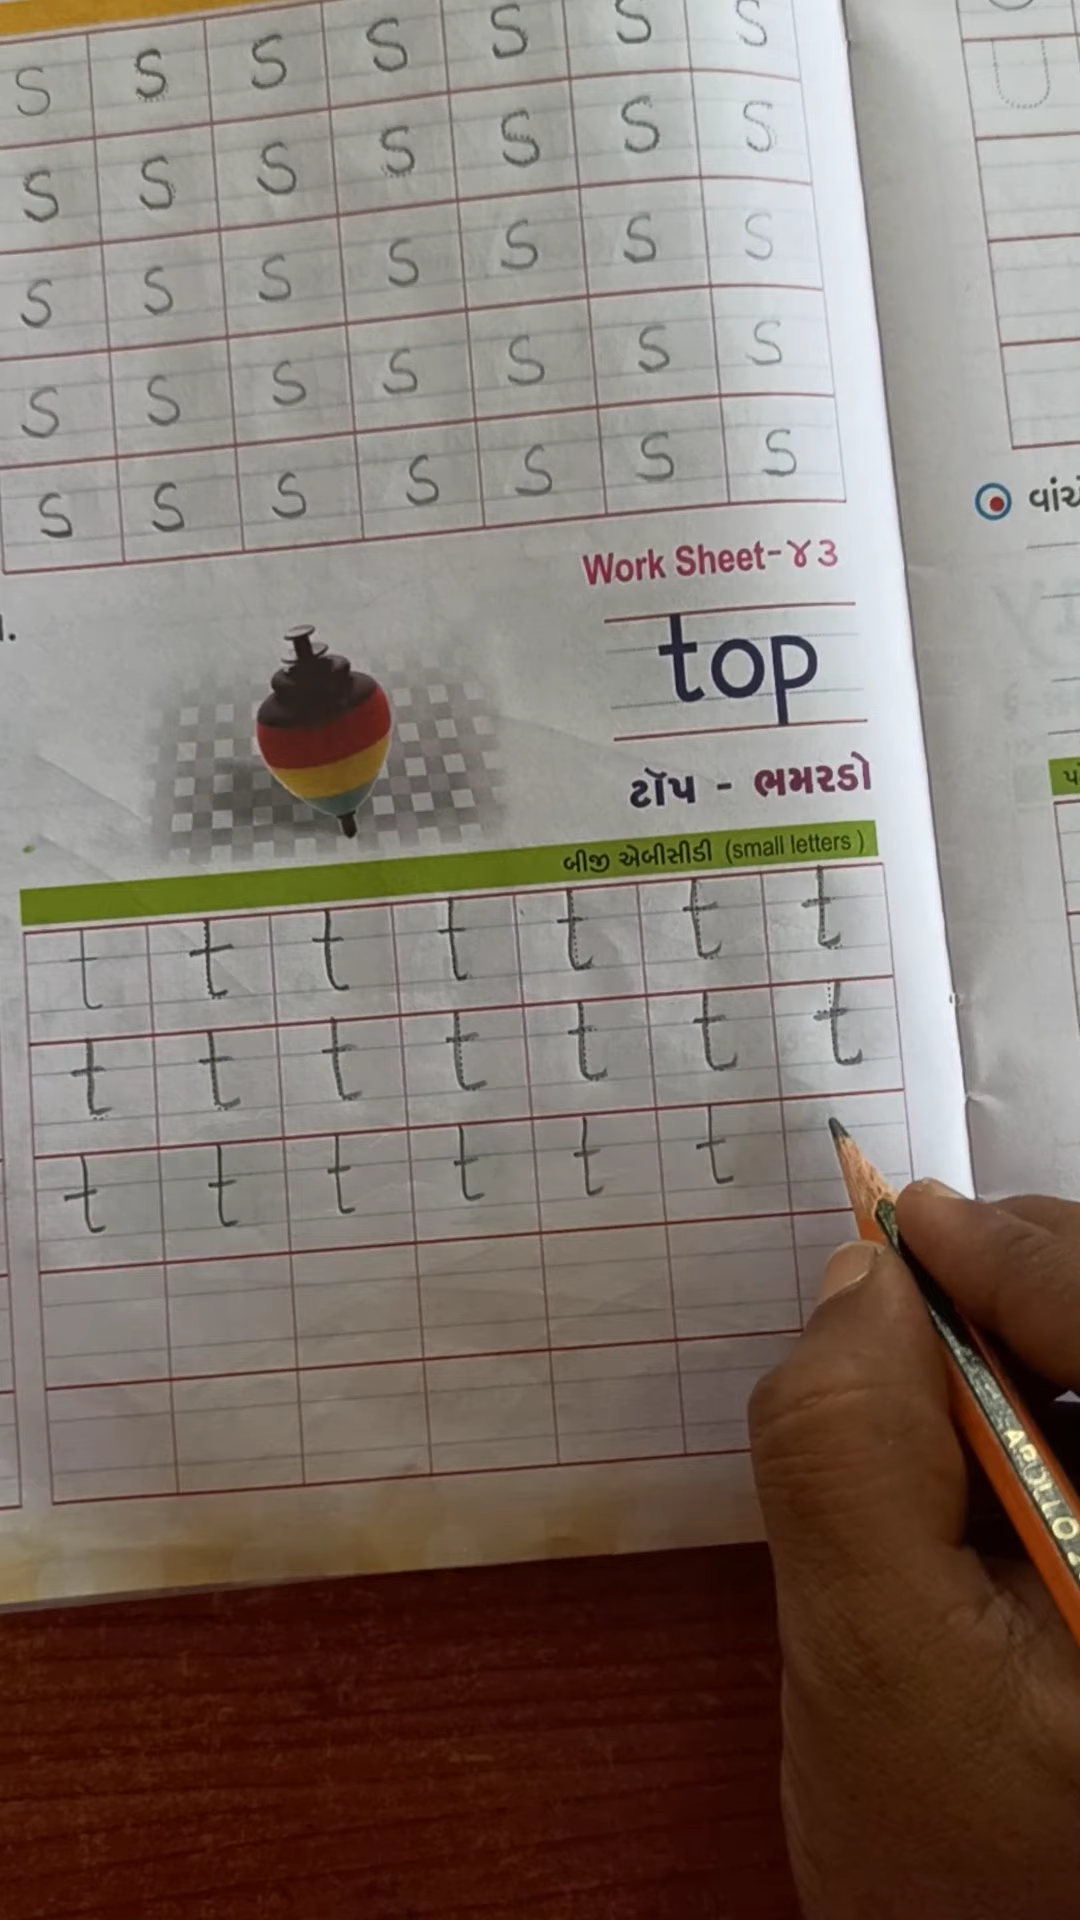 S S S S S S S
S S S S S S S
S S S S S S S
S S S S S S S
S S S S S S S
Work Sheet-૪૩
top
ટૉપ - ભમરડો
બીજી એબીસીડી (small letters)
t t t t t t t
t t t t t t t
t t t t t t
U
APOLLO